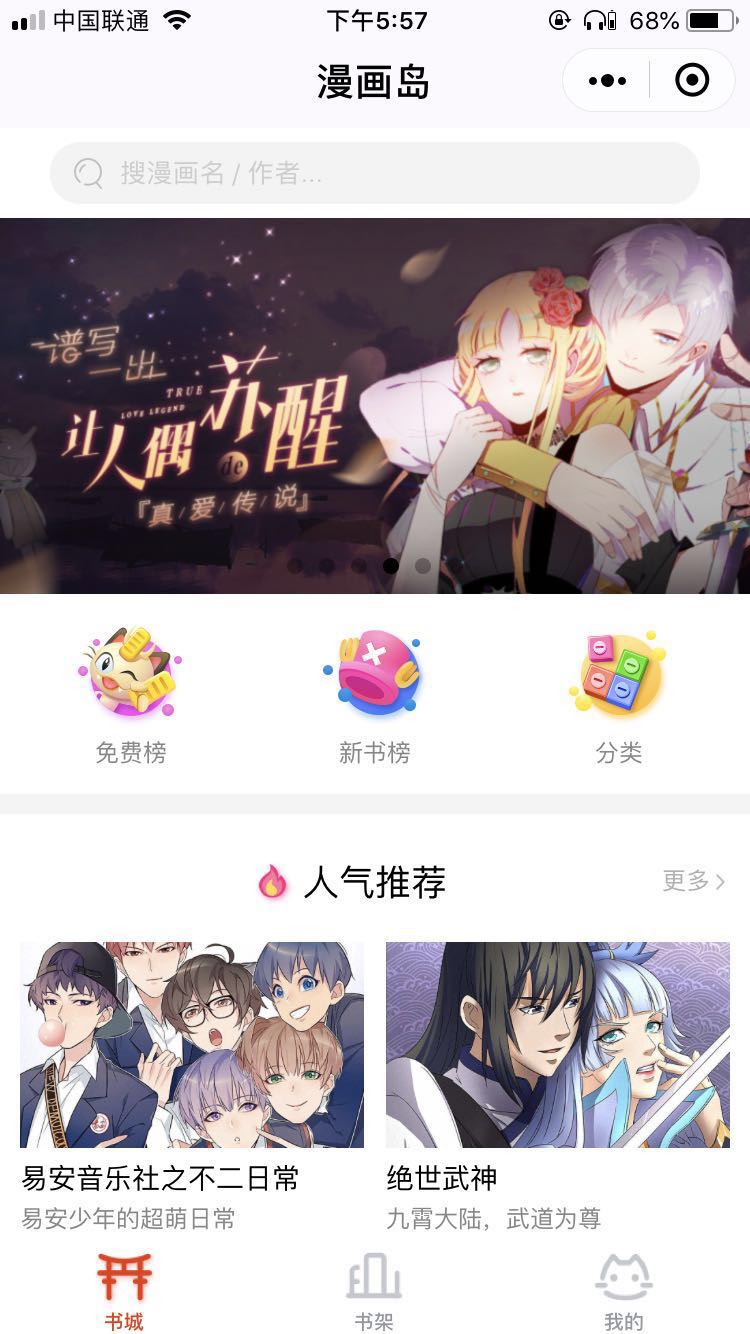 中国联通
下午5:57
68%
漫画岛
搜漫画名 / 作者...
谱写
一出
TRUE
LOVE LEGEND
让人偶de苏醒
『真/爱/传/说』
免费榜
新书榜
分类
人气推荐
更多
易安音乐社之不二日常
易安少年的超萌日常
绝世武神
九霄大陆，武道为尊
书城
书架
我的